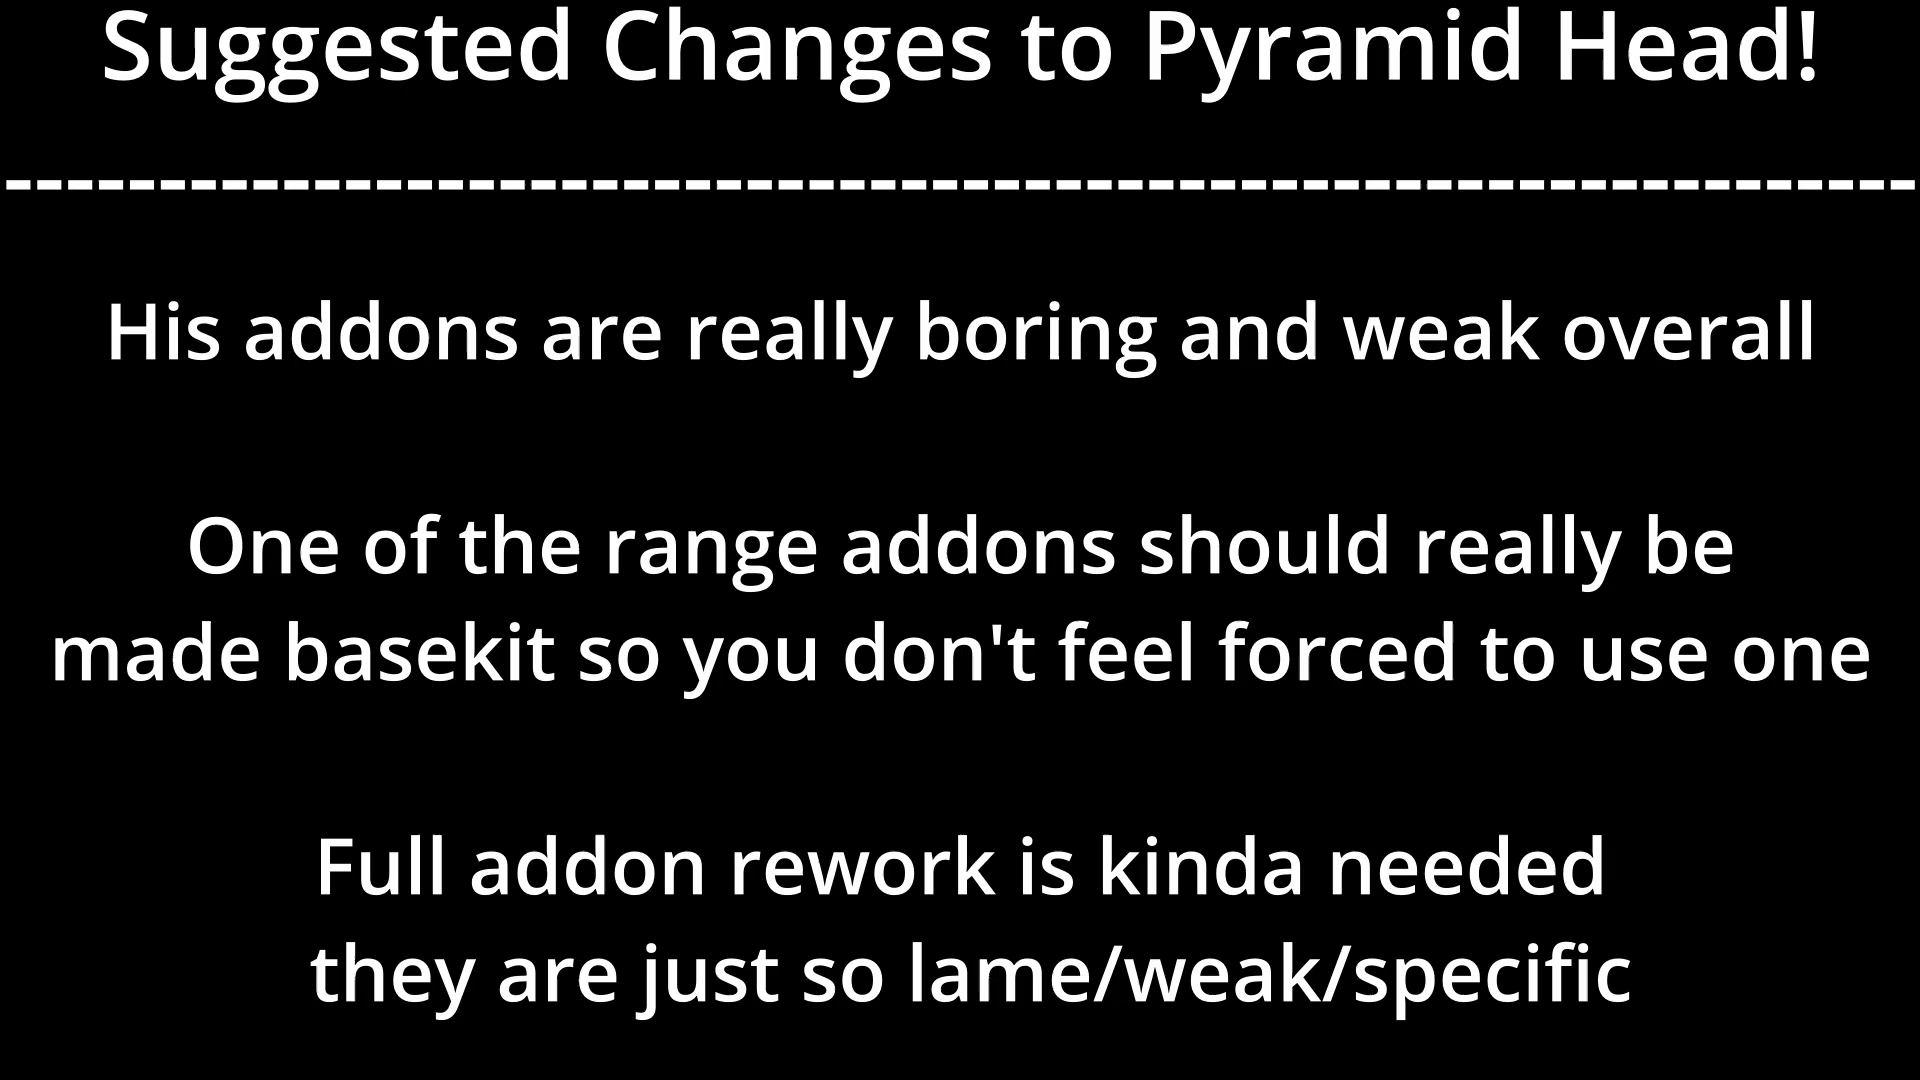 Suggested Changes to Pyramid Head!
--------------------------------------------------------------
His addons are really boring and weak overall
One of the range addons should really be
made basekit so you don't feel forced to use one
Full addon rework is kinda needed
they are just so lame/weak/specific